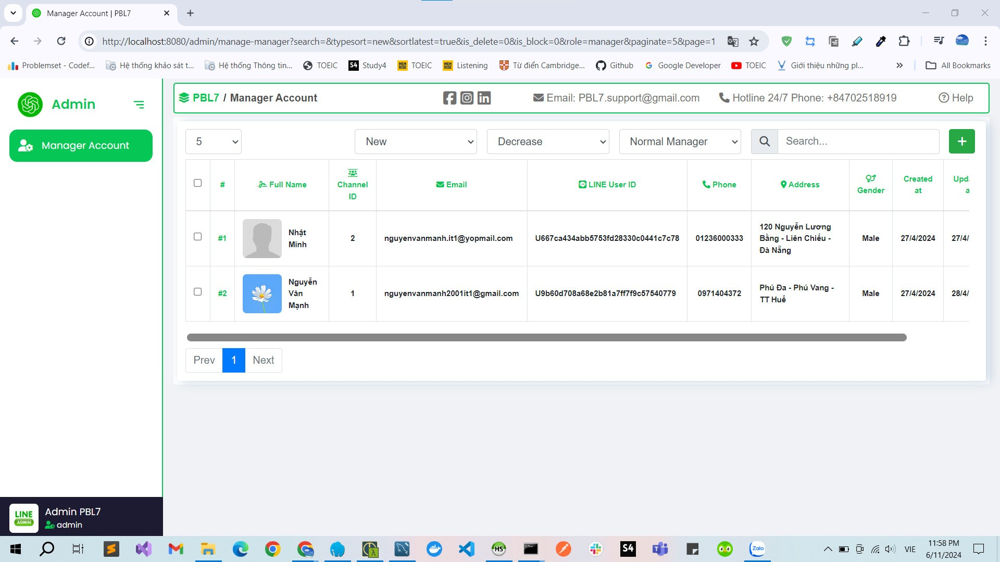 Manager Account | PBL7
http://localhost:8080/admin/manage-manager?search=&typesort=new&sortlatest=true&is_delete=0&is_block=0&role=manager&paginate=5&page=1
Problemset - Codef...
Hệ thống khảo sát t...
Hệ thống Thông tin...
TOEIC
S4 Study4
MEM RISE TOEIC
MEM RISE Listening
Từ điển Cambridge...
Github
Google Developer
TOEIC
Giới thiệu những pl...
All Bookmarks
Admin
Manager Account
PBL7 / Manager Account
Email: PBL7.support@gmail.com
Hotline 24/7 Phone: +84702518919
Help
5
New
Decrease
Normal Manager
Search...
+
#
Full Name
Channel
ID
Email
LINE User ID
Phone
Address
Gender
Created
at
Upda
a
#1
Nhật
Minh
2
nguyenvanmanh.it1@yopmail.com
U667ca434abb5753fd28330c0441c7c78
01236000333
120 Nguyễn Lương
Bằng - Liên Chiểu -
Đà Nẵng
Male
27/4/2024
27/4/
#2
Nguyễn
Văn
Mạnh
1
nguyenvanmanh2001it1@gmail.com
U9b60d708a68e2b81a7ff7f9c57540779
0971404372
Phú Đa - Phú Vang -
TT Huế
Male
27/4/2024
28/4/
Prev
1
Next
LINE
ADMIN
Admin PBL7
admin
HS
S4
Zalo
VIE
11:58 PM
6/11/2024